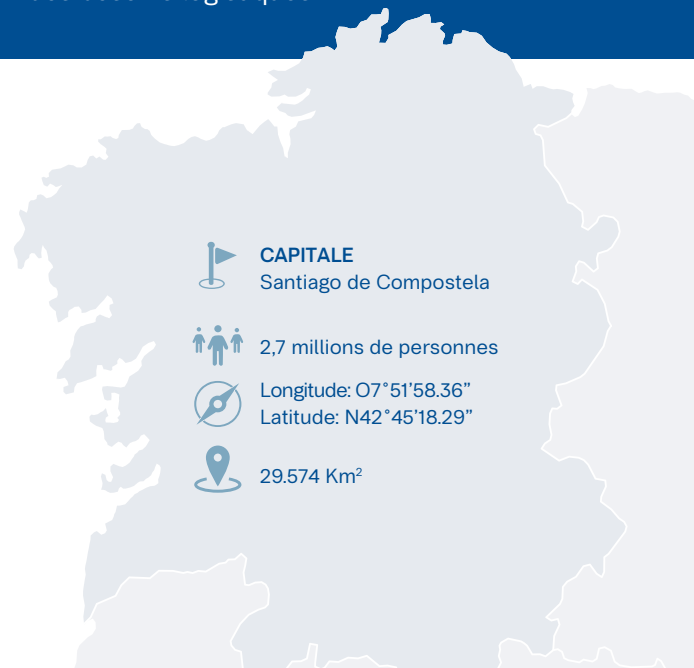 CAPITALE
Santiago de Compostela
2,7 millions de personnes
Longitude: O7°51’58.36”
Latitude: N42°45’18.29”
29.574 Km²